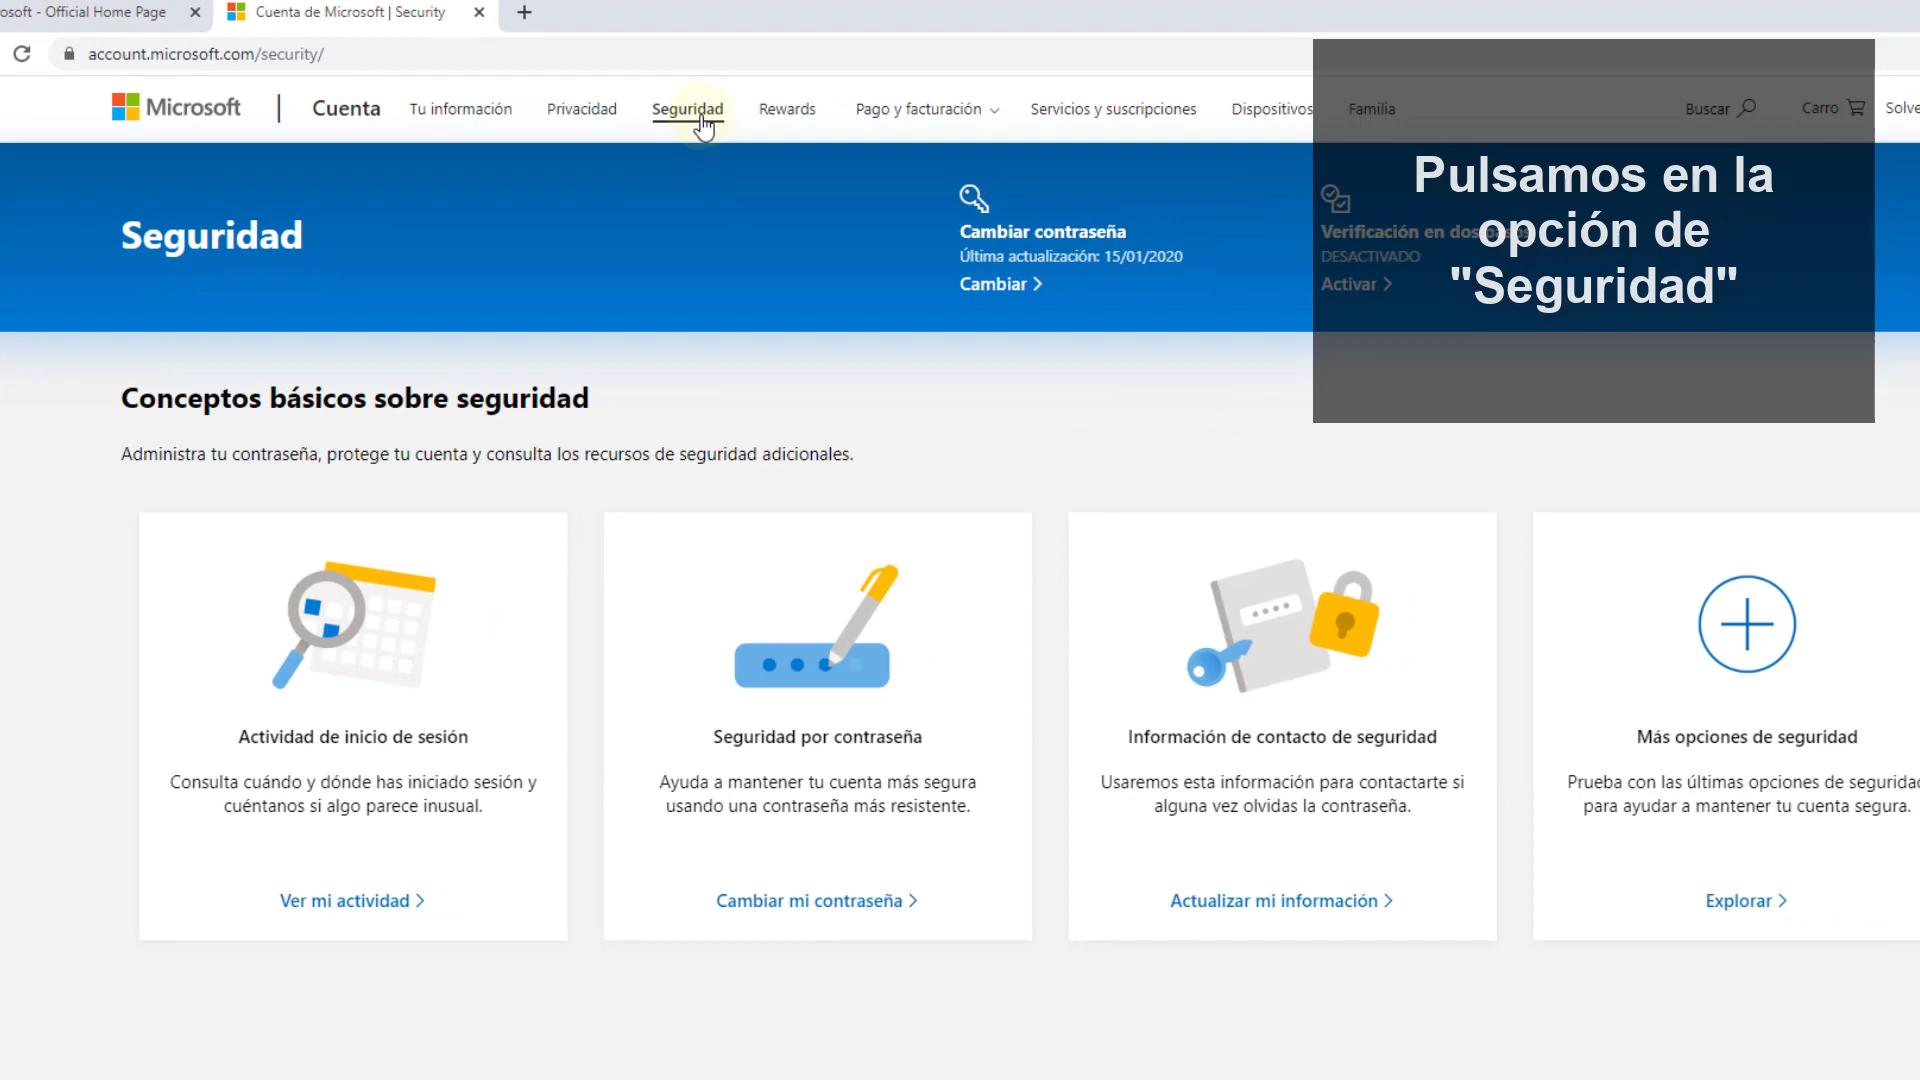 osoft - Official Home Page
Cuenta de Microsoft | Security
account.microsoft.com/security/
Microsoft
Cuenta
Tu información
Privacidad
Seguridad
Rewards
Pago y facturación
Servicios y suscripciones
Dispositivos
Familia
Buscar
Carro
Solve
Pulsamos en la
opción de
"Seguridad"
Seguridad
Cambiar contraseña
Última actualización: 15/01/2020
Cambiar
Verificación en dos pasos
DESACTIVADO
Activar
Conceptos básicos sobre seguridad
Administra tu contraseña, protege tu cuenta y consulta los recursos de seguridad adicionales.
Actividad de inicio de sesión
Consulta cuándo y dónde has iniciado sesión y
cuéntanos si algo parece inusual.
Ver mi actividad
Seguridad por contraseña
Ayuda a mantener tu cuenta más segura
usando una contraseña más resistente.
Cambiar mi contraseña
Información de contacto de seguridad
Usaremos esta información para contactarte si
alguna vez olvidas la contraseña.
Actualizar mi información
Más opciones de seguridad
Prueba con las últimas opciones de seguridad
para ayudar a mantener tu cuenta segura.
Explorar